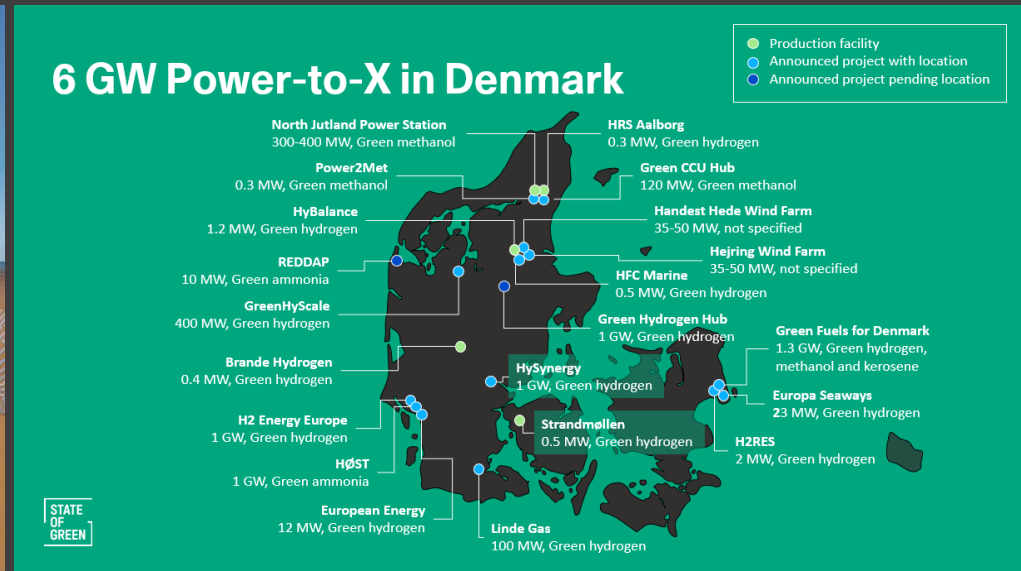 6 GW Power-to-X in Denmark
Production facility
Announced project with location
Announced project pending location
North Jutland Power Station
300-400 MW, Green methanol
HRS Aalborg
0.3 MW, Green hydrogen
Power2Met
0.3 MW, Green methanol
Green CCU Hub
120 MW, Green methanol
HyBalance
1.2 MW, Green hydrogen
Handest Hede Wind Farm
35-50 MW, not specified
Hejring Wind Farm
35-50 MW, not specified
REDDAP
10 MW, Green ammonia
HFC Marine
0.5 MW, Green hydrogen
GreenHyScale
400 MW, Green hydrogen
Green Hydrogen Hub
1 GW, Green hydrogen
Green Fuels for Denmark
1.3 GW, Green hydrogen,
methanol and kerosene
Brande Hydrogen
0.4 MW, Green hydrogen
HySynergy
1 GW, Green hydrogen
Europa Seaways
23 MW, Green hydrogen
H2 Energy Europe
1 GW, Green hydrogen
Strandmøllen
0.5 MW, Green hydrogen
H2RES
2 MW, Green hydrogen
HØST
1 GW, Green ammonia
European Energy
12 MW, Green hydrogen
Linde Gas
100 MW, Green hydrogen
STATE
OF
GREEN